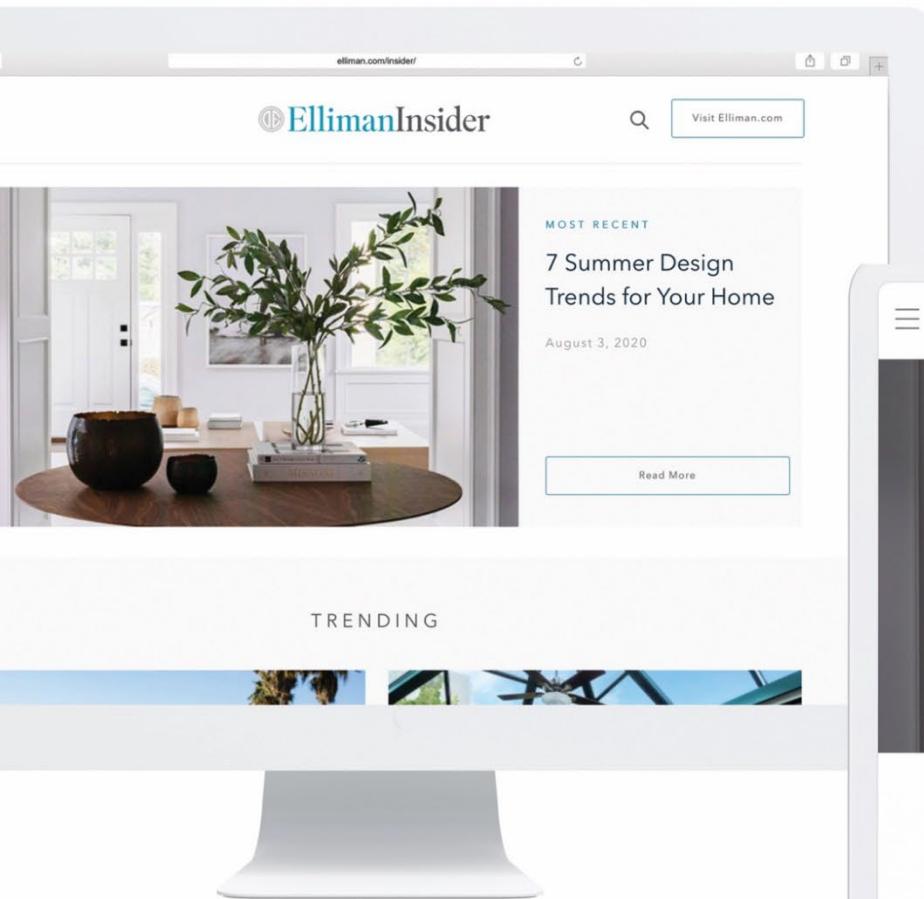 elliman.com/insider/
EllimanInsider
Visit Elliman.com
MOST RECENT
7 Summer Design
Trends for Your Home
August 3, 2020
Read More
TRENDING